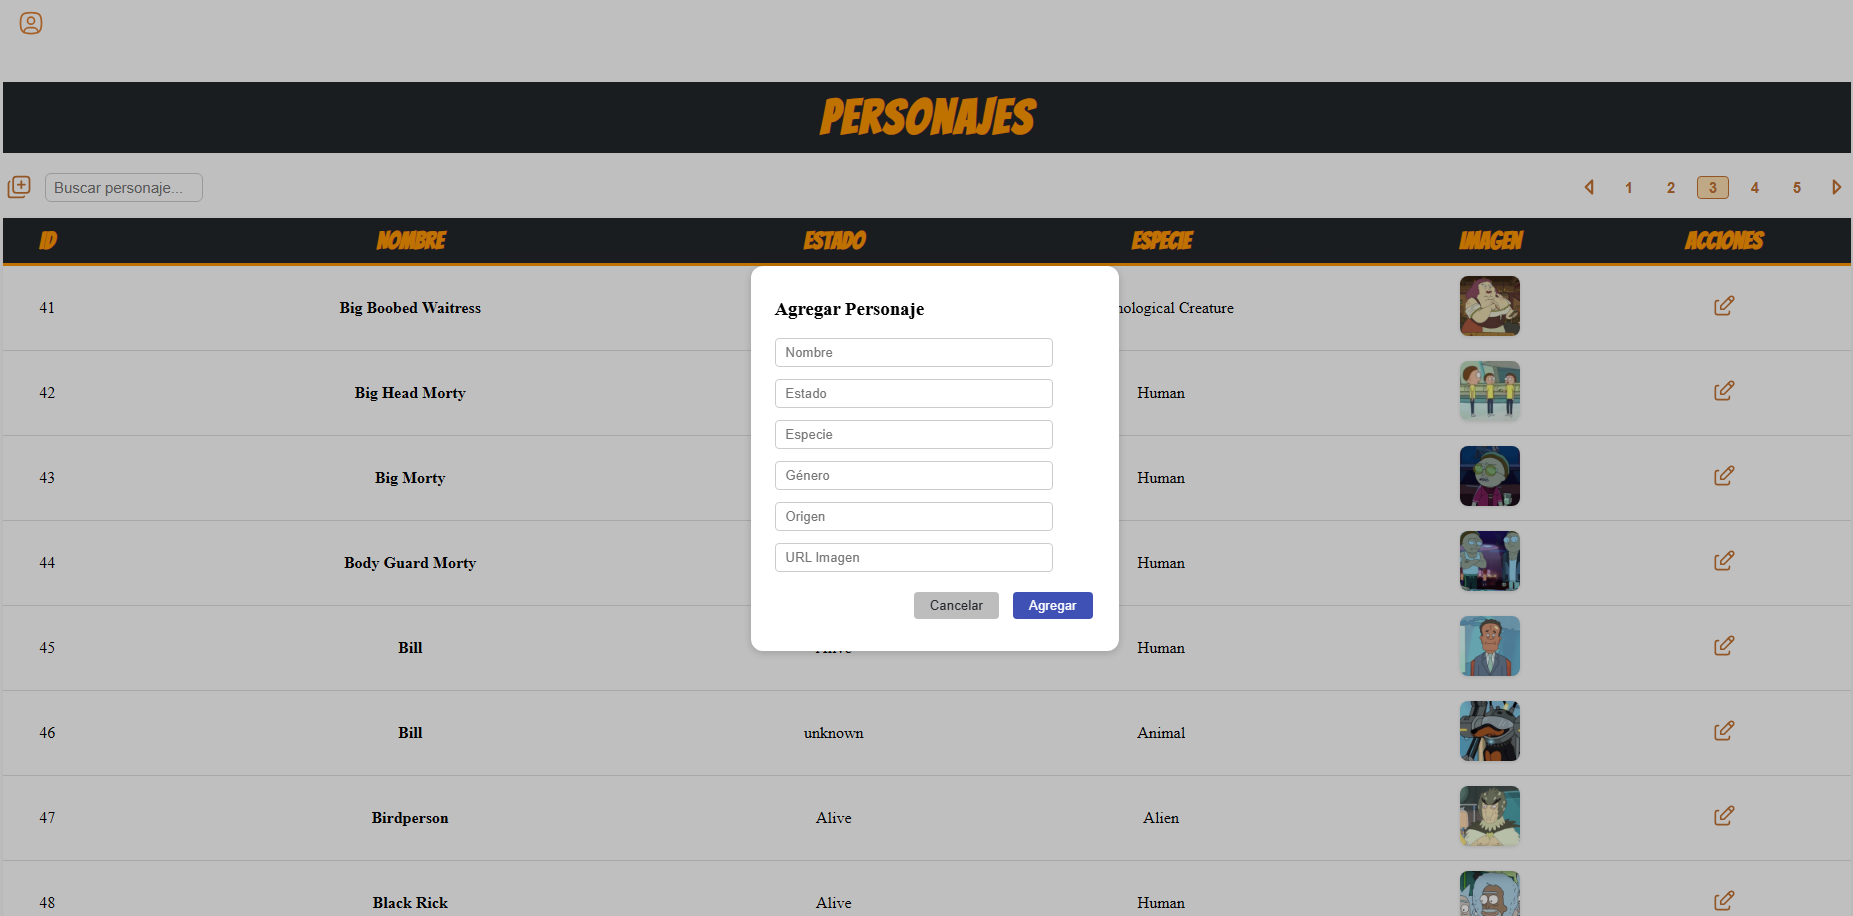 PERSONAJES
Buscar personaje...
1 2 3 4 5
ID NOMBRE ESTADO ESPECIE IMAGEN ACCIONES
41 Big Boobed Waitress nological Creature
42 Big Head Morty Human
43 Big Morty Human
44 Body Guard Morty Human
45 Bill Alive Human
46 Bill unknown Animal
47 Birdperson Alive Alien
48 Black Rick Alive Human
Agregar Personaje
Nombre
Estado
Especie
Género
Origen
URL Imagen
Cancelar Agregar